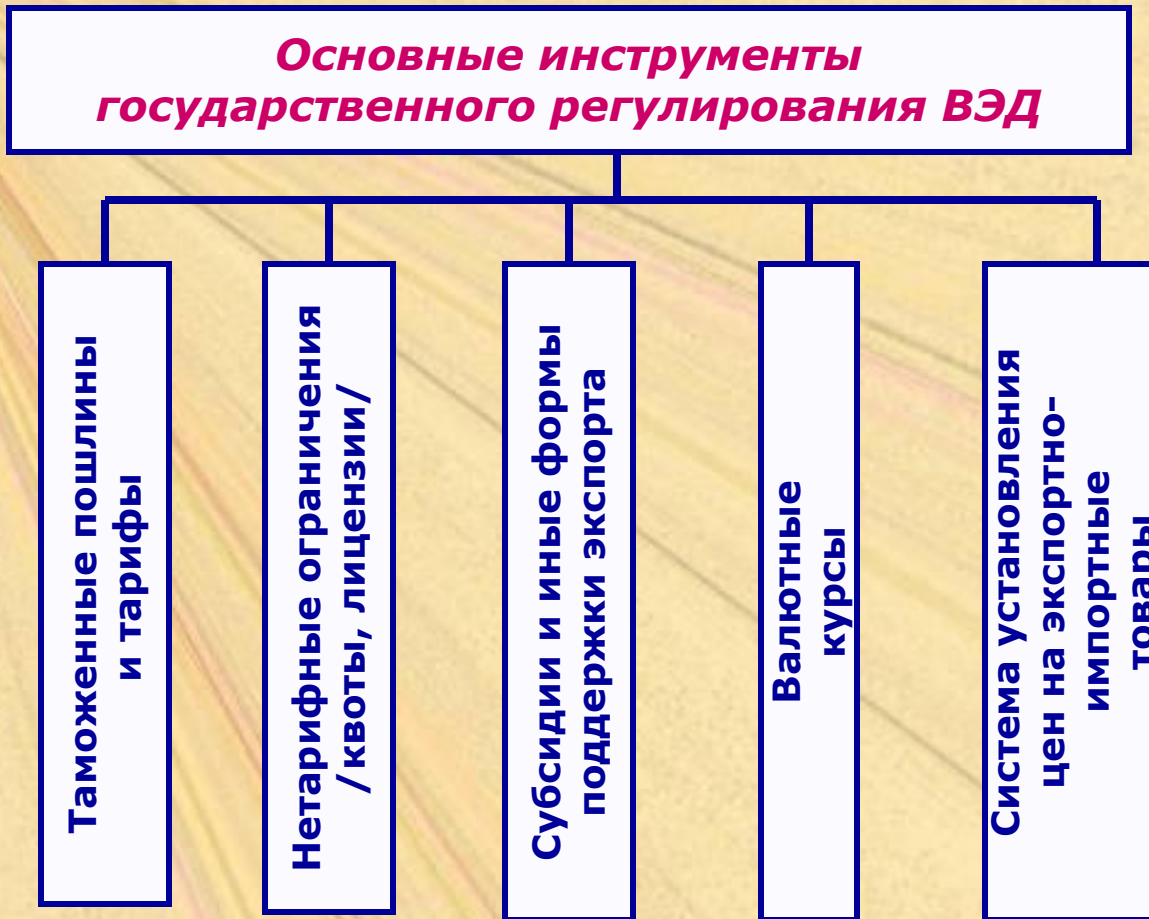 Основные инструменты
государственного регулирования ВЭД
Таможенные пошлины
и тарифы
Нетарифные ограничения
/квоты, лицензии/
Субсидии и иные формы
поддержки экспорта
Валютные
курсы
Система установления
цен на экспортно-
импортные
товары